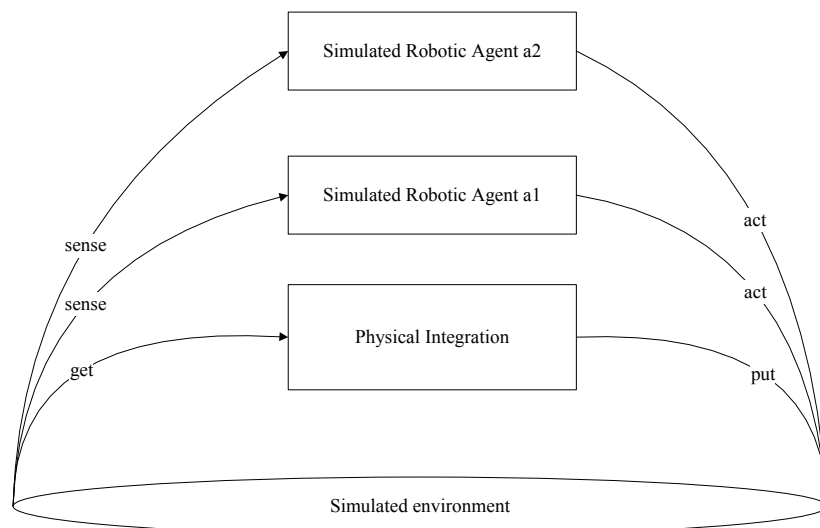 Simulated Robotic Agent a2
Simulated Robotic Agent a1
act
sense
act
sense
Physical Integration
get
put
Simulated environment